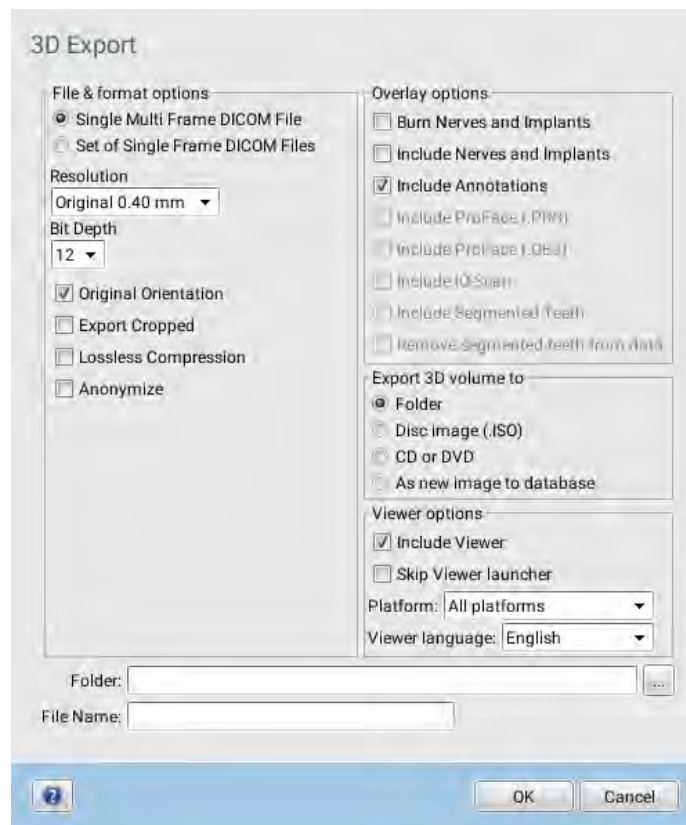 3D Export
File & format options
Single Multi Frame DICOM File
Set of Single Frame DICOM Files
Resolution
Original 0.40 mm
Bit Depth
12
Original Orientation
Export Cropped
Lossless Compression
Anonymize
Overlay options
Burn Nerves and Implants
Include Nerves and Implants
Include Annotations
Include ProFace (.PNN)
Include ProFace (.OBJ)
Include IO Scan
Include Segmented Teeth
Remove segmented teeth from data
Export 3D volume to
Folder
Disc image (.ISO)
CD or DVD
As new image to database
Viewer options
Include Viewer
Skip Viewer launcher
Platform: All platforms
Viewer language: English
Folder:
...
File Name:
?
OK
Cancel